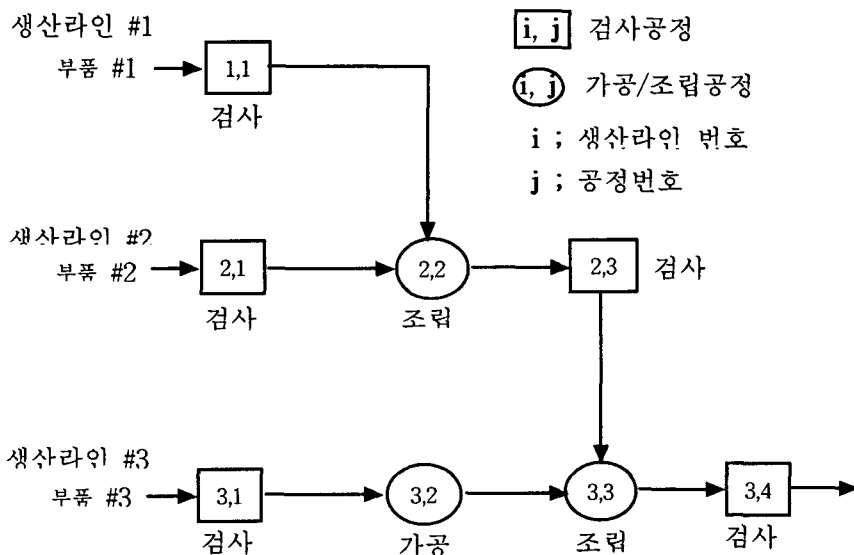 생산라인 #1
부품 #1
1,1
검사
i, j 검사공정
i, j 가공/조립공정
i ; 생산라인 번호
j ; 공정번호
생산라인 #2
부품 #2
2,1
검사
2,2
조립
2,3
검사
생산라인 #3
부품 #3
3,1
검사
3,2
가공
3,3
조립
3,4
검사